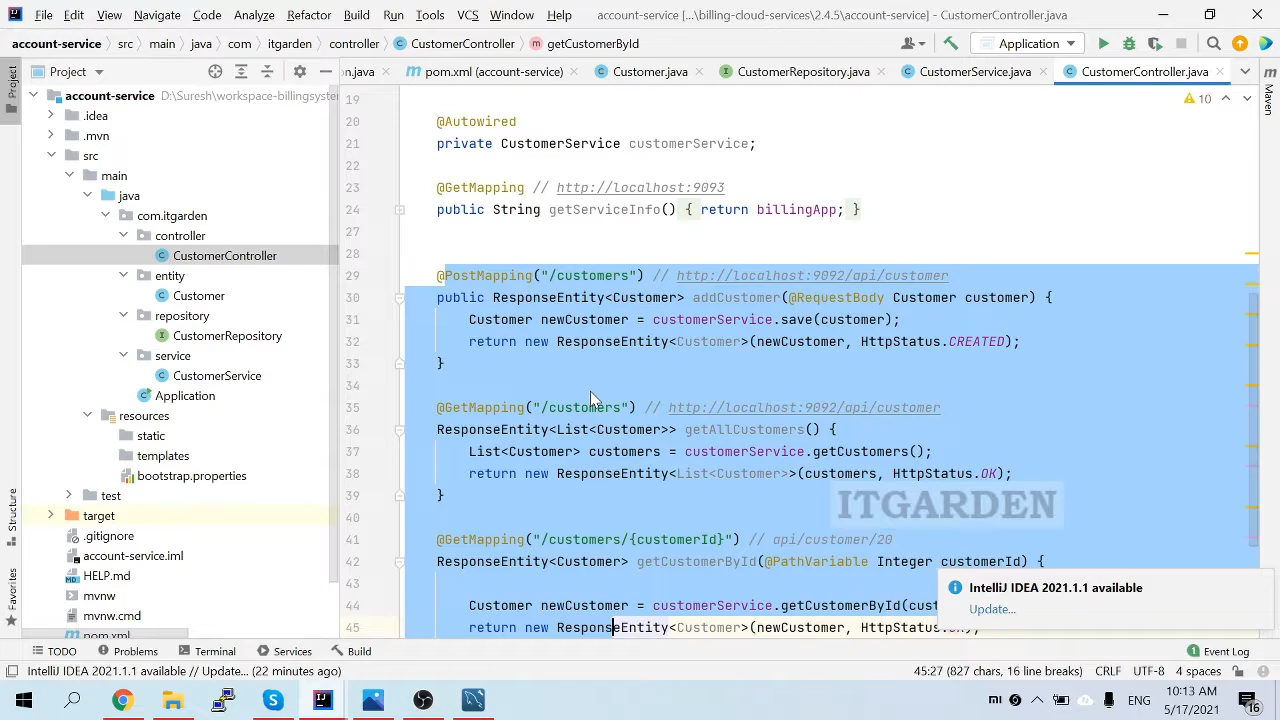 File Edit View Navigate Code Analyze Refactor Build Run Tools VCS Window Help account-service [...\billing-cloud-services\2.4.5\account-service] - CustomerController.java
account-service src main java com itgarden controller CustomerController getCustomerById Application
Project on.java pom.xml (account-service) Customer.java CustomerRepository.java CustomerService.java CustomerController.java
Project
Structure
Favorites
Maven
account-service D:\Suresh\workspace-billingsyste
.idea
.mvn
src
main
java
com.itgarden
controller
CustomerController
entity
Customer
repository
CustomerRepository
service
CustomerService
Application
resources
static
templates
bootstrap.properties
test
target
.gitignore
account-service.iml
HELP.md
mvnw
mvnw.cmd
pom.xml
10
19
20 @Autowired
21 private CustomerService customerService;
22
23 @GetMapping // http://localhost:9093
24 public String getServiceInfo() { return billingApp; }
27
28
29 @PostMapping("/customers") // http://localhost:9092/api/customer
30 public ResponseEntity<Customer> addCustomer(@RequestBody Customer customer) {
31 Customer newCustomer = customerService.save(customer);
32 return new ResponseEntity<Customer>(newCustomer, HttpStatus.CREATED);
33 }
34
35 @GetMapping("/customers") // http://localhost:9092/api/customer
36 ResponseEntity<List<Customer>> getAllCustomers() {
37 List<Customer> customers = customerService.getCustomers();
38 return new ResponseEntity<List<Customer>>(customers, HttpStatus.OK);
39 }
40
41 @GetMapping("/customers/{customerId}") // api/customer/20
42 ResponseEntity<Customer> getCustomerById(@PathVariable Integer customerId) {
43
44 Customer newCustomer = customerService.getCustomerById(cust
45 return new ResponseEntity<Customer>(newCustomer, HttpStatus.
ITGARDEN
IntelliJ IDEA 2021.1.1 available
Update...
TODO Problems Terminal Services Build 1 Event Log
IntelliJ IDEA 2021.1.1 available // Update... (22 minutes ago) 45:27 (827 chars, 16 line breaks) CRLF UTF-8 4 spaces
ENG 10:13 AM
5/17/2021 16